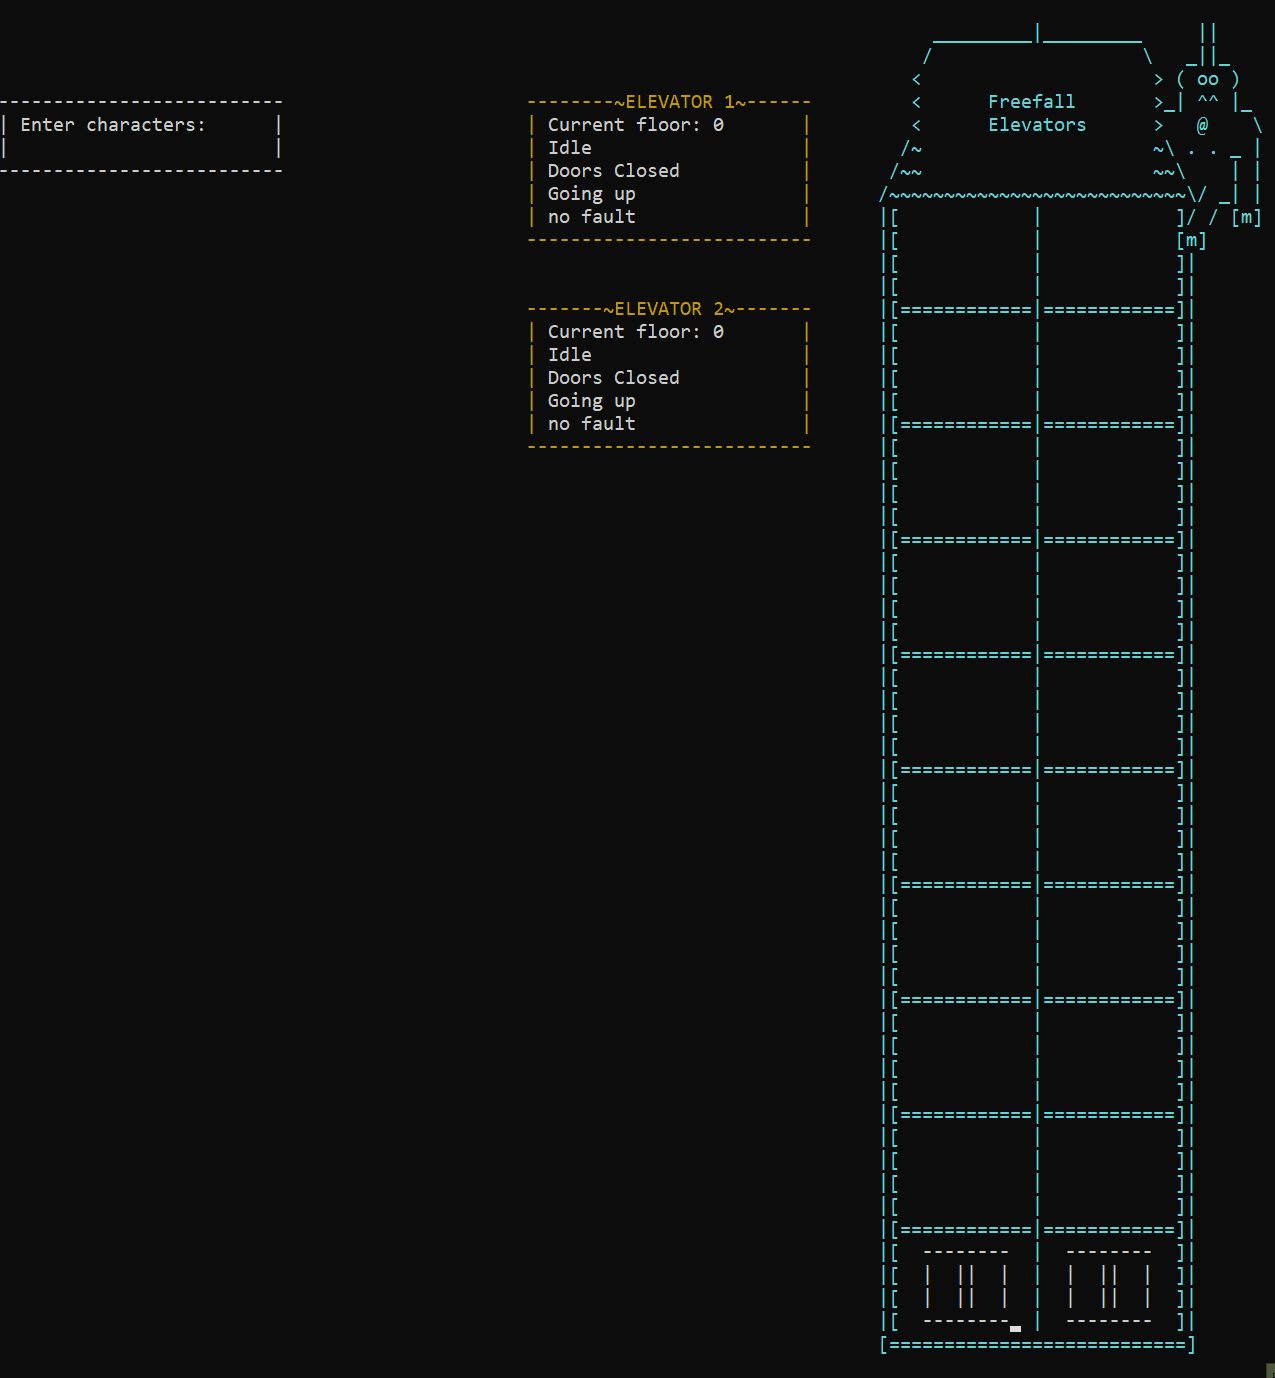 Enter characters:
~ELEVATOR 1~
Current floor: 0
Idle
Doors Closed
Going up
no fault
~ELEVATOR 2~
Current floor: 0
Idle
Doors Closed
Going up
no fault
Freefall
Elevators